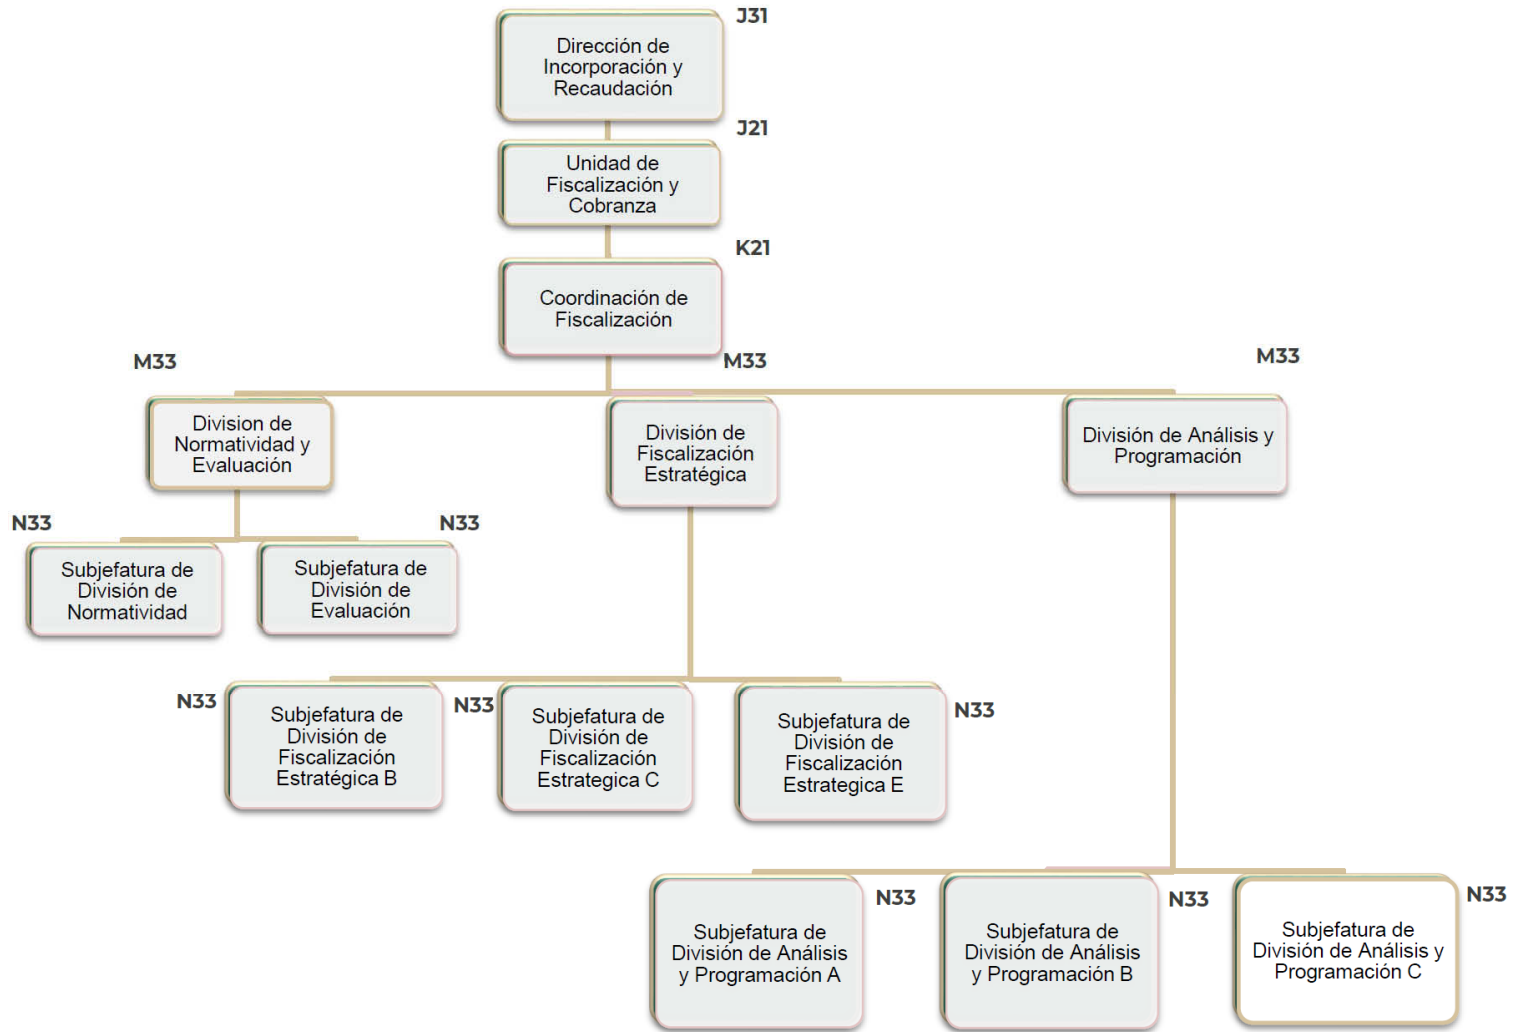 J31
Dirección de
Incorporación y
Recaudación
J21
Unidad de
Fiscalización y
Cobranza
K21
Coordinación de
Fiscalización
M33
Division de
Normatividad y
Evaluación
M33
División de
Fiscalización
Estratégica
M33
División de Análisis y
Programación
N33
Subjefatura de
División de
Normatividad
N33
Subjefatura de
División de
Evaluación
N33
Subjefatura de
División de
Fiscalización
Estratégica B
N33
Subjefatura de
División de
Fiscalización
Estrategica C
N33
Subjefatura de
División de
Fiscalización
Estrategica E
N33
Subjefatura de
División de Análisis
y Programación A
N33
Subjefatura de
División de Análisis
y Programación B
N33
Subjefatura de
División de Análisis y
Programación C